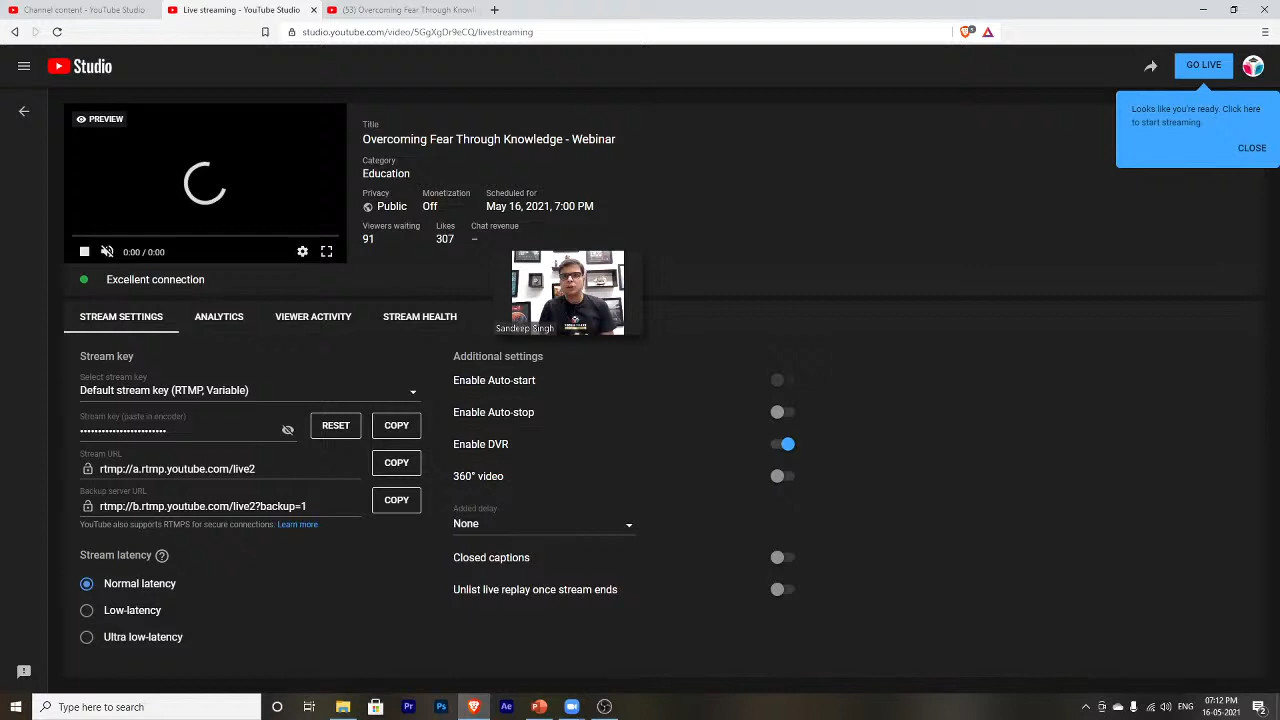 Channel content - YouTube Studio
Live streaming - YouTube Studio
(53) Overcoming Fear Through Knowl
studio.youtube.com/video/5GgXgDr9eCQ/livestreaming
Studio
GO LIVE
Looks like you're ready. Click here
to start streaming.
CLOSE
PREVIEW
0:00 / 0:00
Excellent connection
Title
Overcoming Fear Through Knowledge - Webinar
Category
Education
Privacy Monetization Scheduled for
Public Off May 16, 2021, 7:00 PM
Viewers waiting Likes Chat revenue
91 307 –
Sandeep Singh
STREAM SETTINGS ANALYTICS VIEWER ACTIVITY STREAM HEALTH
Stream key
Select stream key
Default stream key (RTMP, Variable)
Stream key (paste in encoder)
••••••••••••••••••••••••
RESET COPY
Stream URL
rtmp://a.rtmp.youtube.com/live2
COPY
Backup server URL
rtmp://b.rtmp.youtube.com/live2?backup=1
COPY
YouTube also supports RTMPS for secure connections. Learn more
Stream latency
Normal latency
Low-latency
Ultra low-latency
Additional settings
Enable Auto-start
Enable Auto-stop
Enable DVR
360° video
Added delay
None
Closed captions
Unlist live replay once stream ends
Type here to search
Pr
Ps
Ae
ENG
07:12 PM
16-05-2021
2